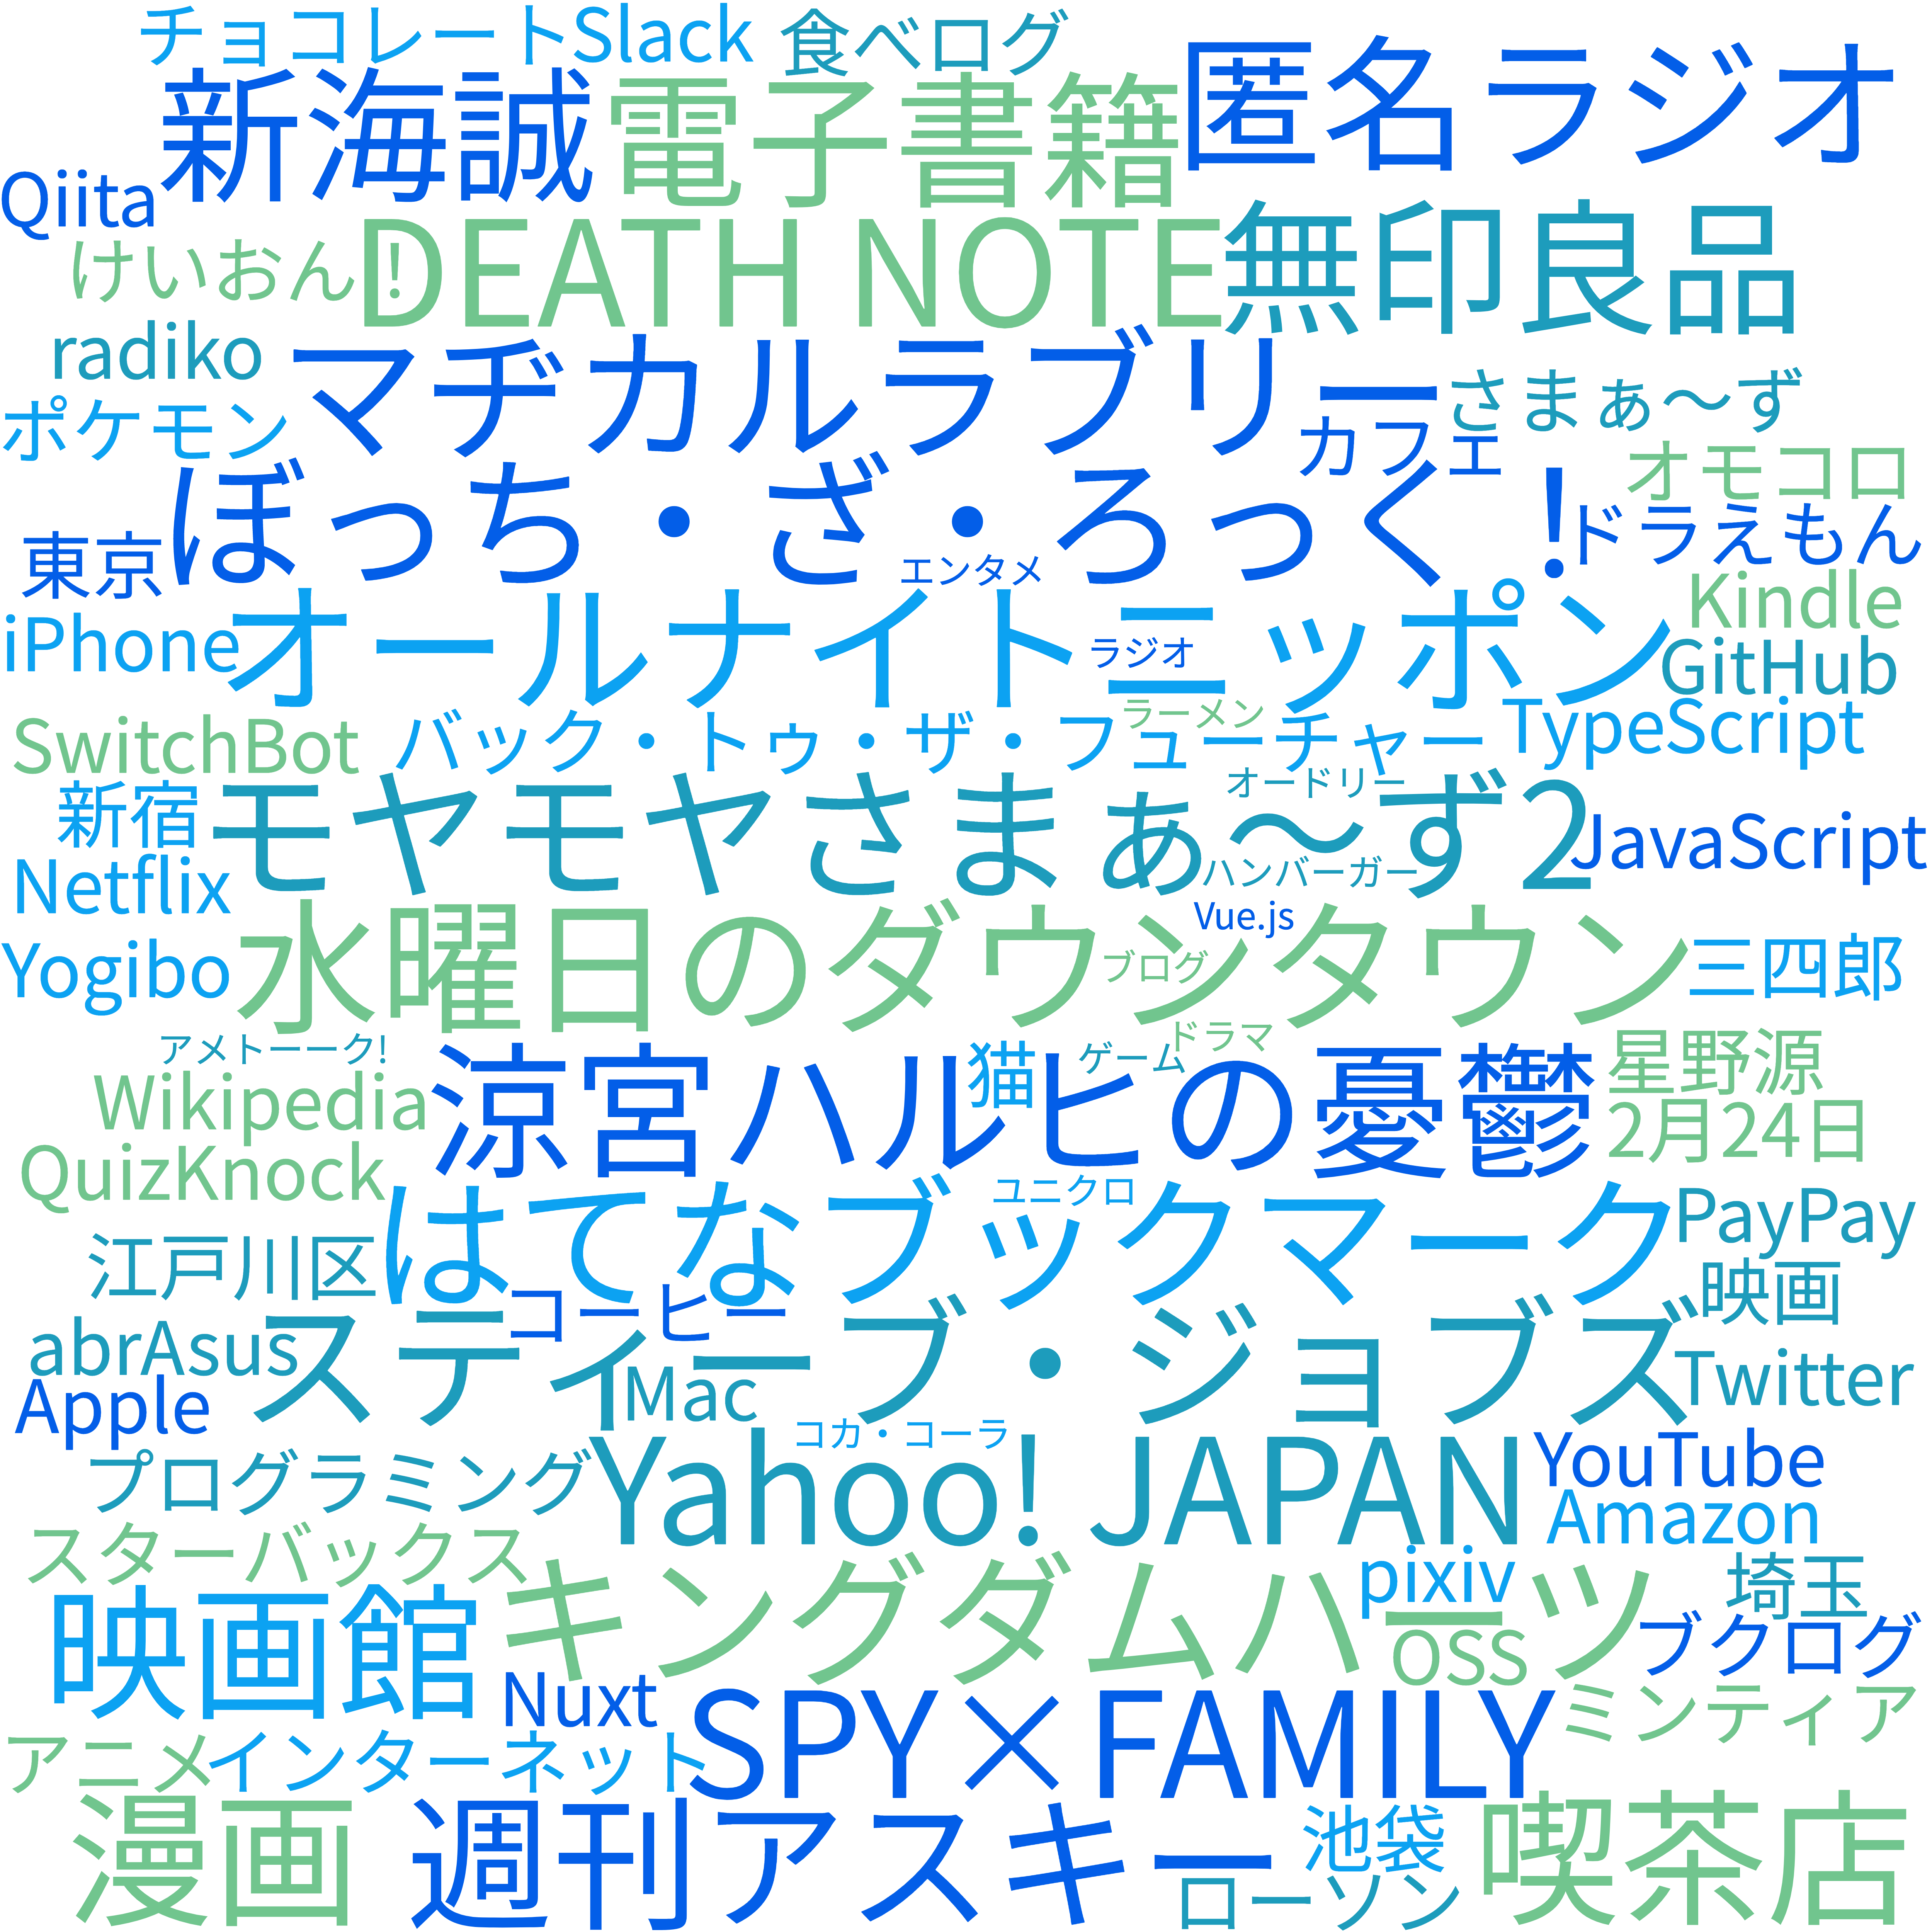 チョコレート
Slack
食べログ
匿名ラジオ
新海誠
電子書籍
Qiita
けいおん!
DEATH NOTE
無印良品
radiko
マヂカルラブリー
さまぁ〜ず
ポケモン
カフェ
オモコロ
ぼっち・ざ・ろっく!
ドラえもん
東京
エンタメ
Kindle
iPhone
オールナイトニッポン
ラジオ
GitHub
SwitchBot
バック・トゥ・ザ・フューチャー
ラーメン
TypeScript
オードリー
新宿
モヤモヤさまぁ〜ず2
JavaScript
Netflix
ハンバーガー
Vue.js
Yogibo
水曜日のダウンタウン
ブログ
三四郎
アメトーーク!
ドラマ
ゲーム
猫
星野源
Wikipedia
涼宮ハルヒの憂鬱
2月24日
QuizKnock
ユニクロ
はてなブックマーク
PayPay
江戸川区
映画
コーヒー
abrAsus
スティーブ・ジョブズ
Twitter
Mac
Apple
コカ・コーラ
プログラミング
Yahoo! JAPAN
YouTube
Amazon
スターバックス
キングダムハーツ
pixiv
埼玉
映画館
OSS
ブクログ
Nuxt
SPY×FAMILY
ミンティア
アニメ
インターネット
漫画
週刊アスキー
池袋
喫茶店
ローソン